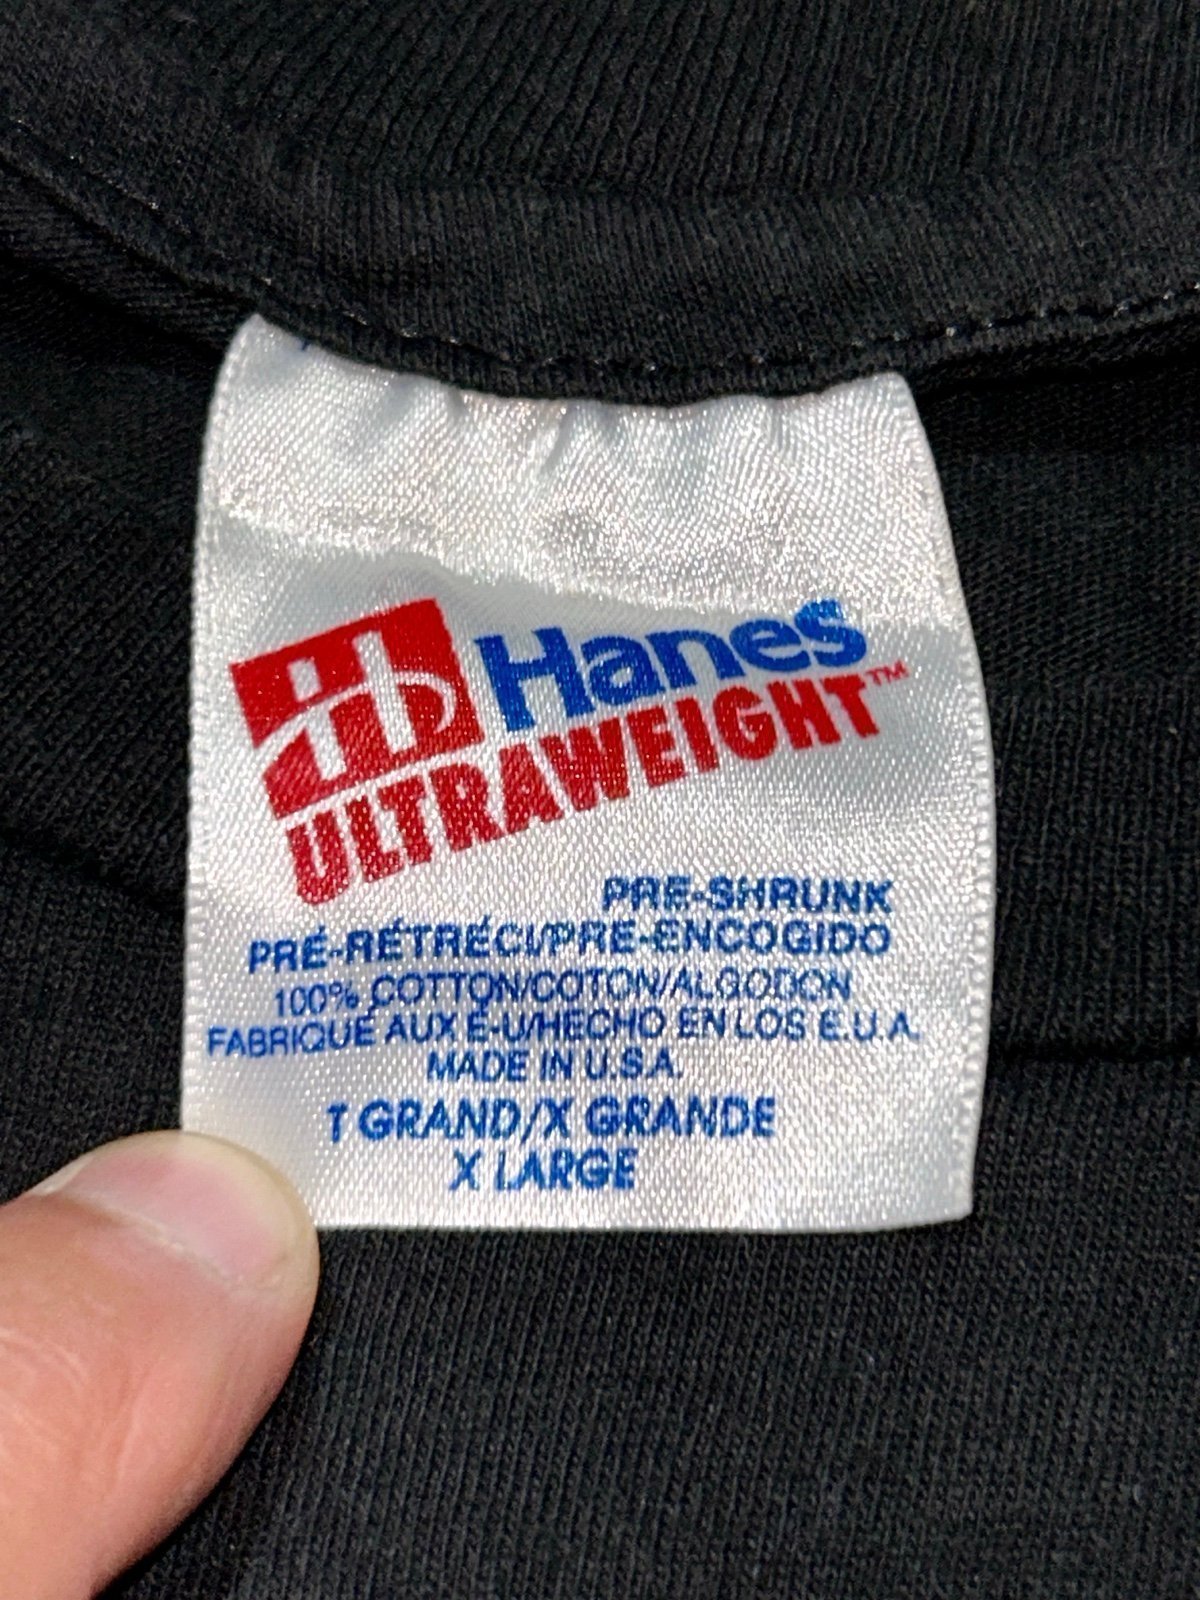 Hanes
ULTRAWEIGHT™
PRE-SHRUNK
PRÉ-RÉTRÉCI/PRE-ENCOGIDO
100% COTTON/COTON/ALGODON
FABRIQUE AUX É-U/HECHO EN LOS E.U.A.
MADE IN U.S.A.
T GRAND/X GRANDE
X LARGE